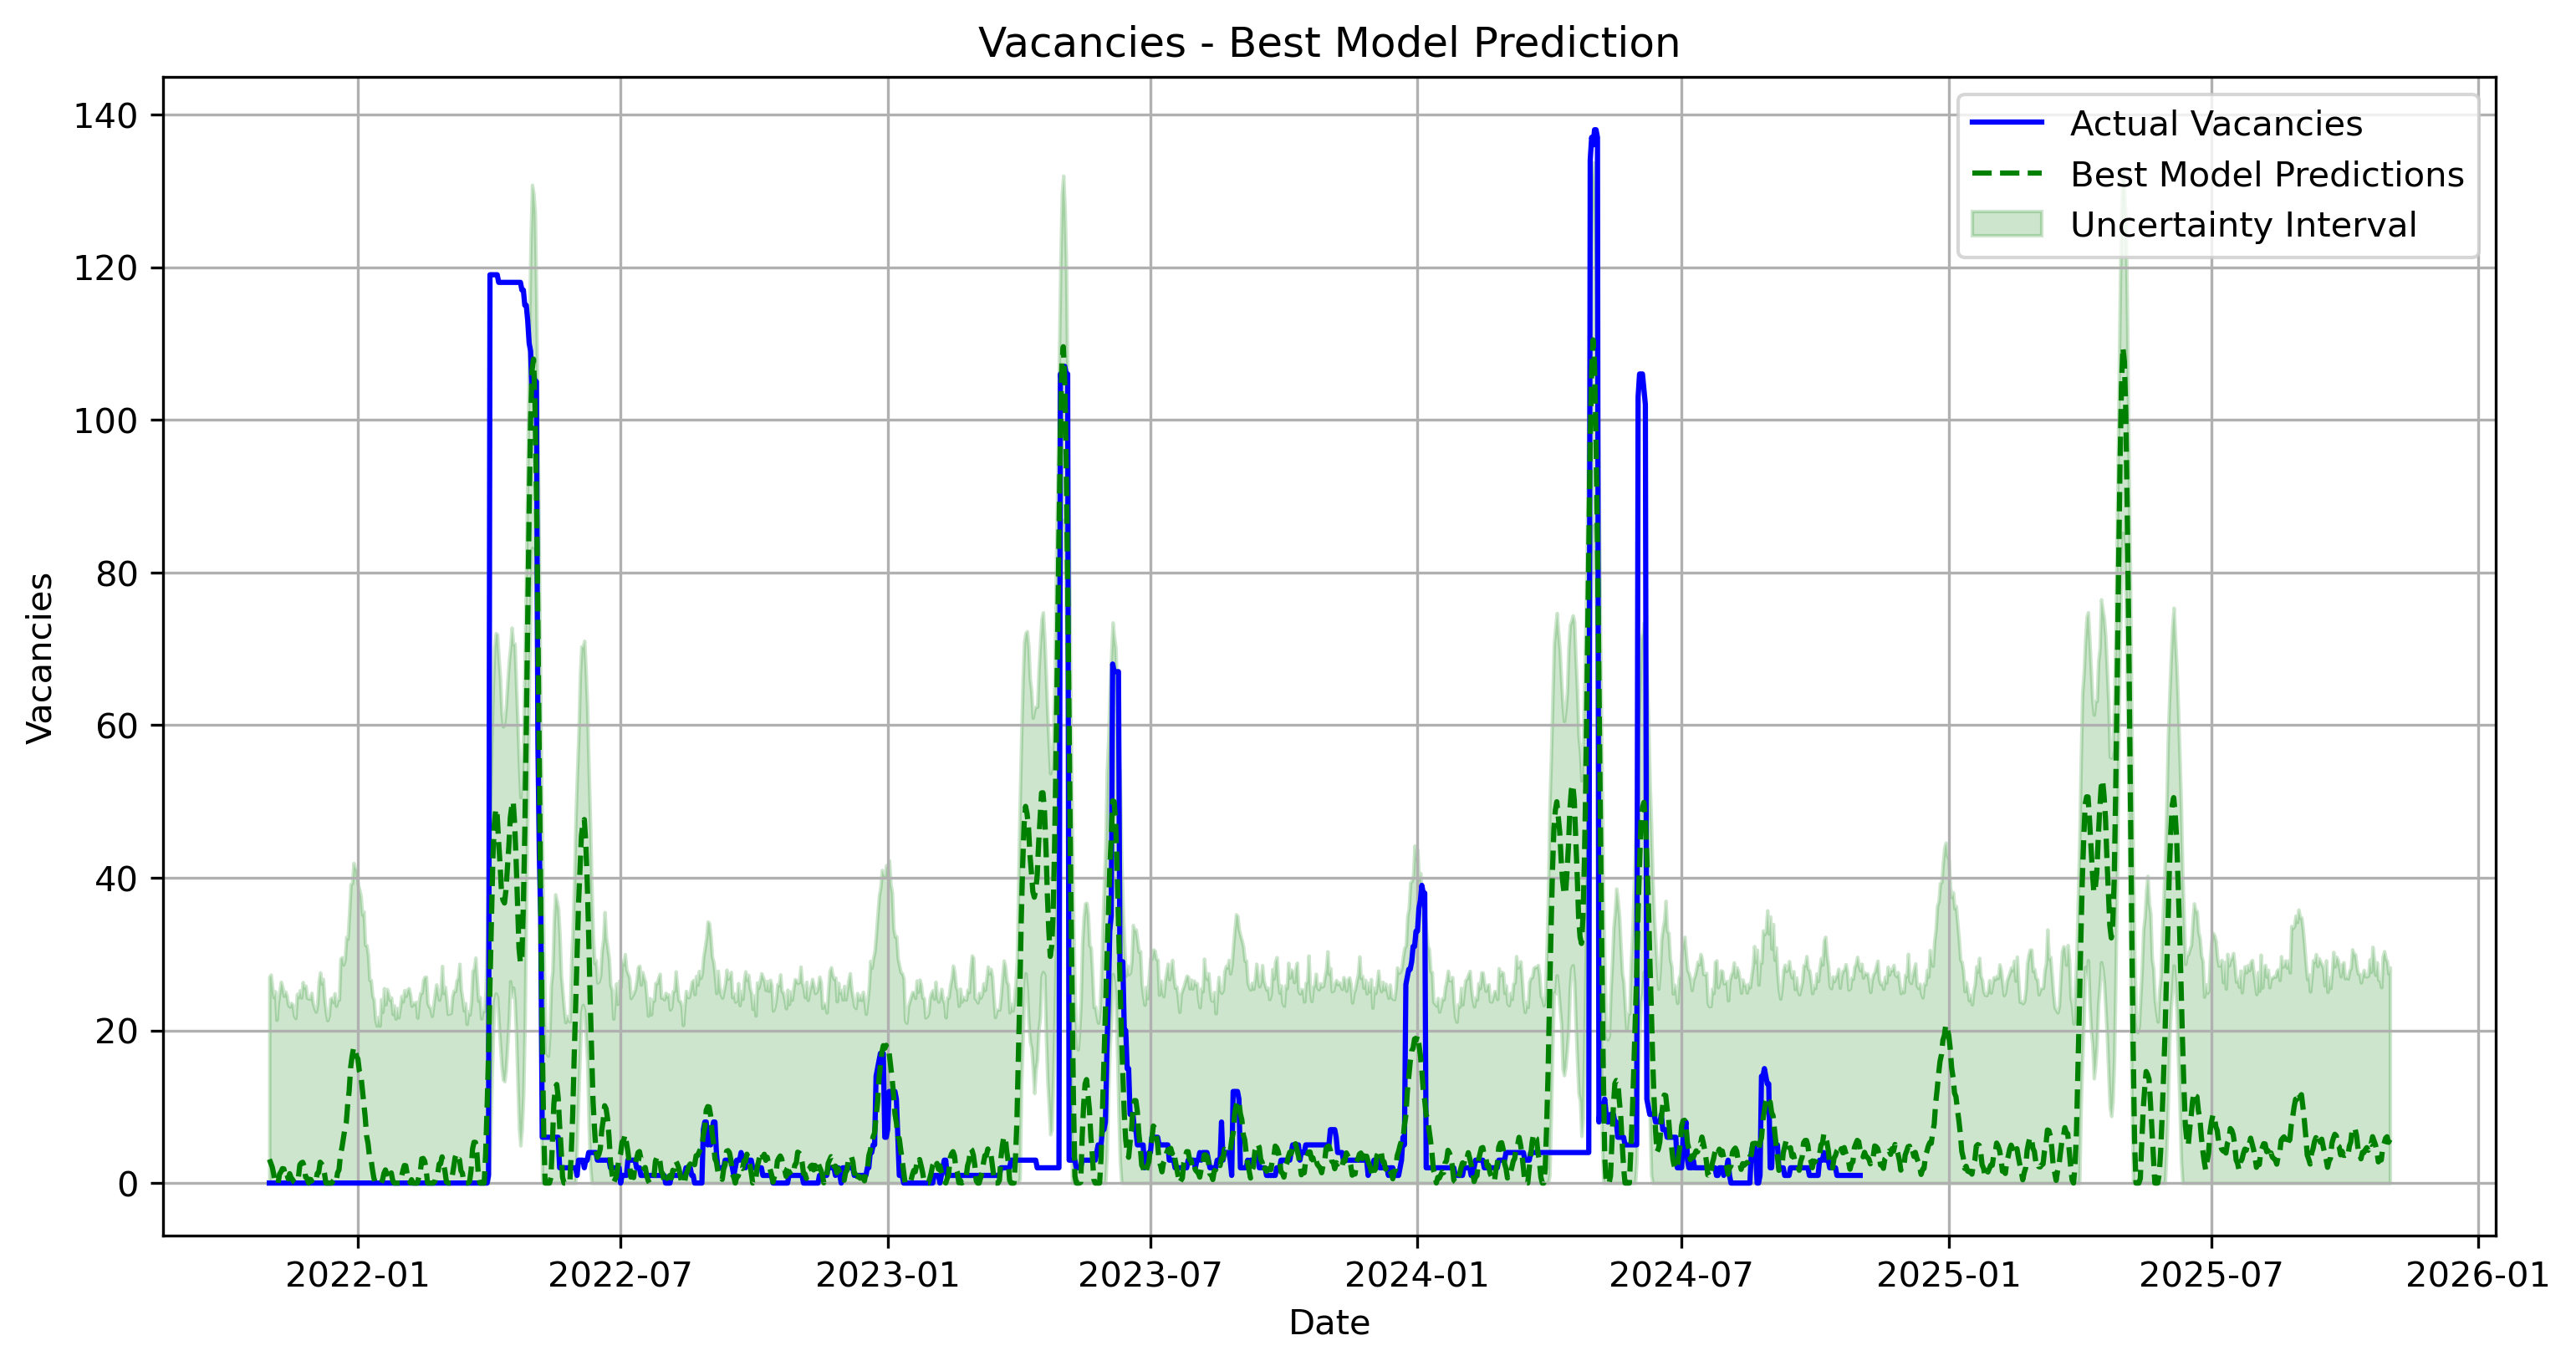 Vacancies - Best Model Prediction
140
120
100
80
60
40
20
0
Vacancies
Actual Vacancies
Best Model Predictions
Uncertainty Interval
2022-01
2022-07
2023-01
2023-07
2024-01
2024-07
2025-01
2025-07
2026-01
Date